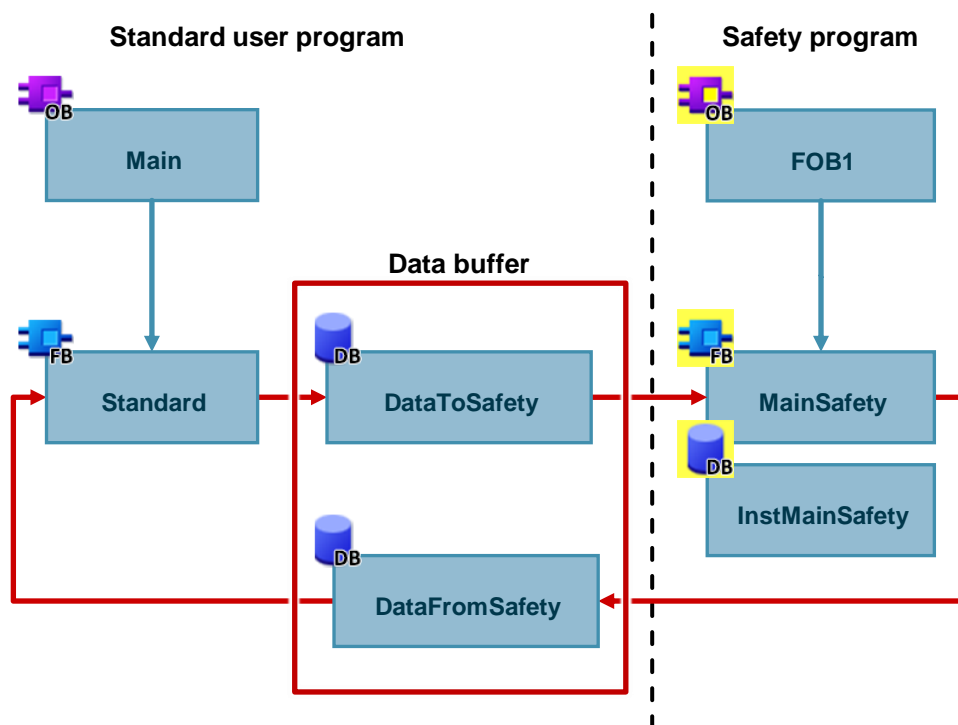 Standard user program
Safety program
OB
Main
OB
FOB1
Data buffer
FB
Standard
DB
DataToSafety
FB
MainSafety
DB
InstMainSafety
DB
DataFromSafety